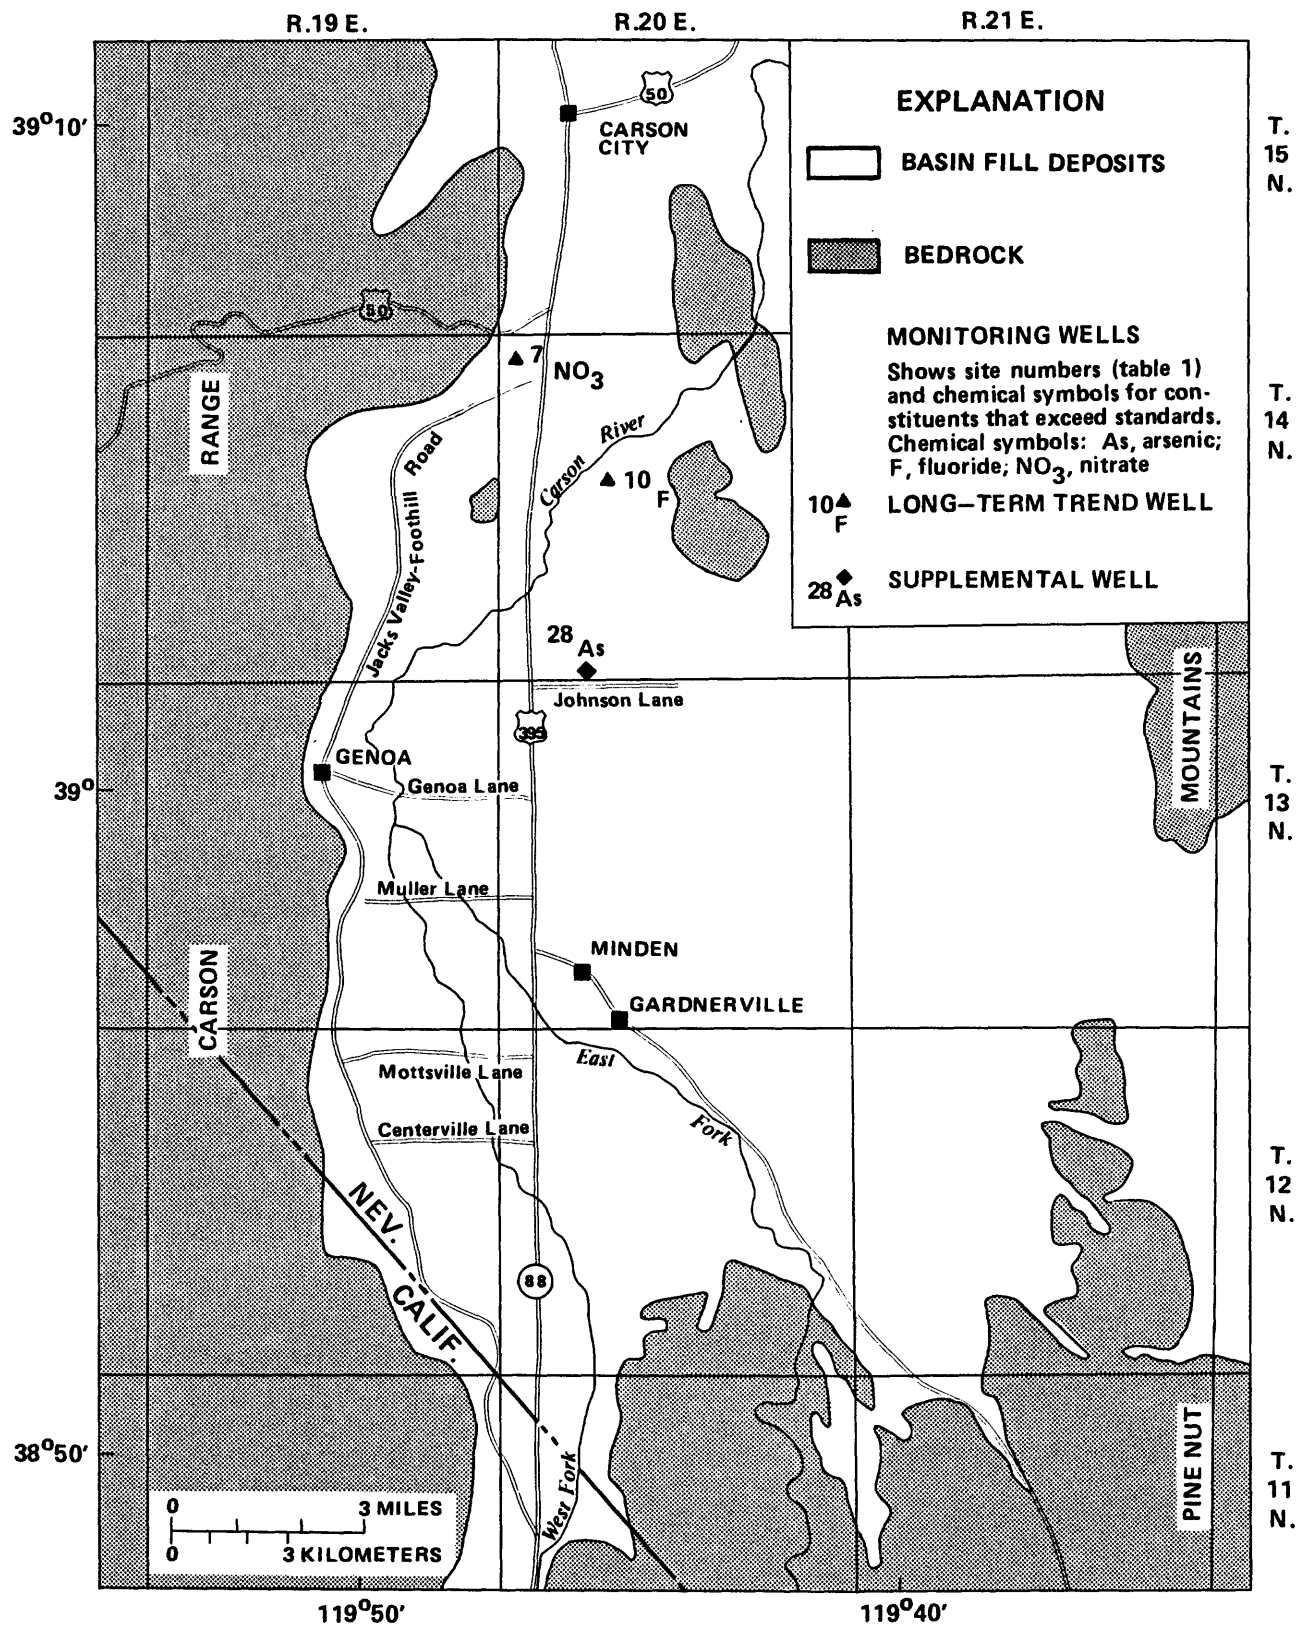 R.19 E.
R.20 E.
R.21 E.
39°10′
50
CARSON
CITY
EXPLANATION
BASIN FILL DEPOSITS
BEDROCK
MONITORING WELLS
Shows site numbers (table 1)
and chemical symbols for con-
stituents that exceed standards.
Chemical symbols: As, arsenic;
F, fluoride; NO3, nitrate
10
F
LONG–TERM TREND WELL
28
As
SUPPLEMENTAL WELL
T.
15
N.
50
7
NO3
RANGE
Jacks Valley-Foothill Road
Carson River
10
F
T.
14
N.
28
As
Johnson Lane
395
MOUNTAINS
GENOA
Genoa Lane
39°
T.
13
N.
Muller Lane
CARSON
MINDEN
GARDNERVILLE
Mottsville Lane
East Fork
Centerville Lane
T.
12
N.
NEV.
CALIF.
88
38°50′
West Fork
PINE NUT
T.
11
N.
0 3 MILES
0 3 KILOMETERS
119°50′
119°40′